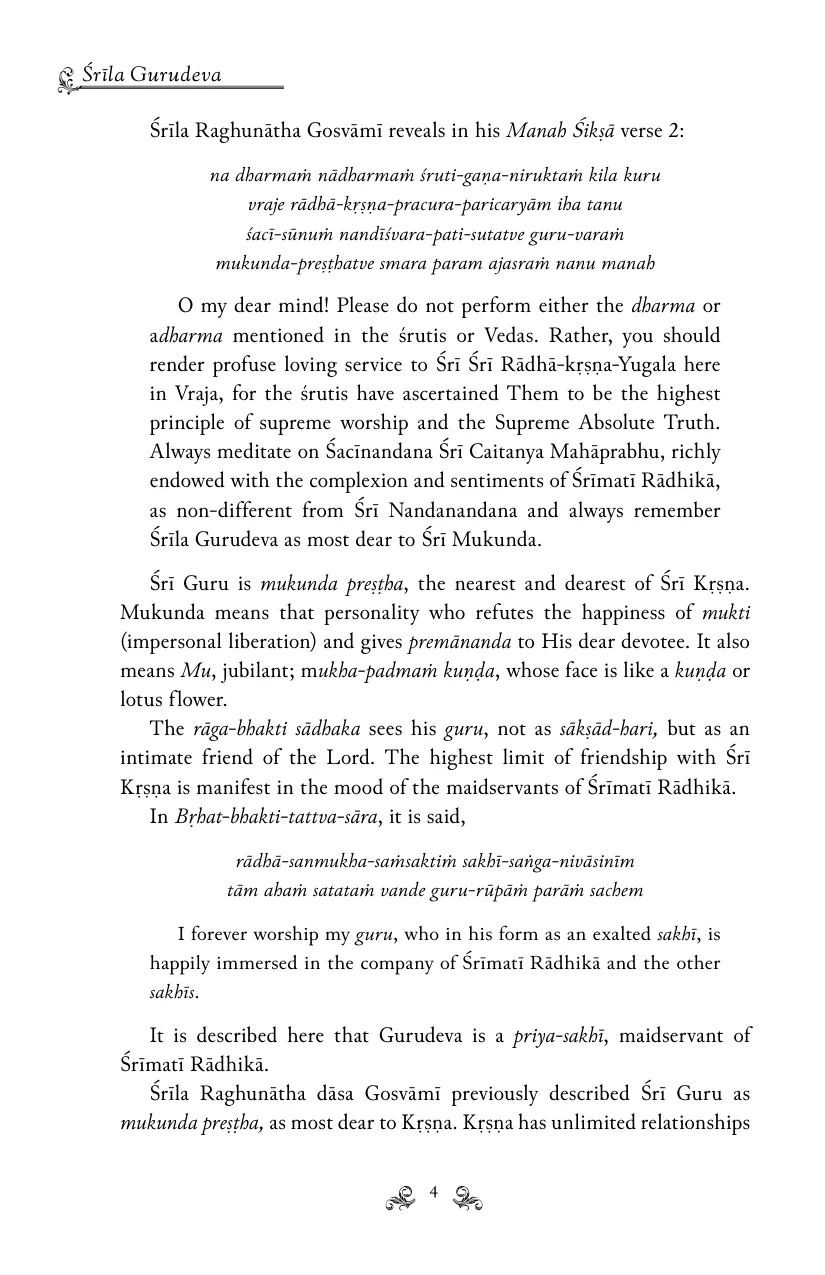 Śrīla Gurudeva
Śrīla Raghunātha Gosvāmī reveals in his Manah Śikṣā verse 2:
na dharmaṁ nādharmaṁ śruti-gaṇa-niruktaṁ kila kuru
vraje rādhā-kṛṣṇa-pracura-paricaryām iha tanu
śacī-sūnuṁ nandīśvara-pati-sutatve guru-varaṁ
mukunda-preṣṭhatve smara param ajasraṁ nanu manah
O my dear mind! Please do not perform either the dharma or
adharma mentioned in the śrutis or Vedas. Rather, you should
render profuse loving service to Śrī Śrī Rādhā-kṛṣṇa-Yugala here
in Vraja, for the śrutis have ascertained Them to be the highest
principle of supreme worship and the Supreme Absolute Truth.
Always meditate on Śacīnandana Śrī Caitanya Mahāprabhu, richly
endowed with the complexion and sentiments of Śrīmatī Rādhikā,
as non-different from Śrī Nandanandana and always remember
Śrīla Gurudeva as most dear to Śrī Mukunda.
Śrī Guru is mukunda preṣṭha, the nearest and dearest of Śrī Kṛṣṇa.
Mukunda means that personality who refutes the happiness of mukti
(impersonal liberation) and gives premānanda to His dear devotee. It also
means Mu, jubilant; mukha-padmaṁ kuṇḍa, whose face is like a kuṇḍa or
lotus flower.
The rāga-bhakti sādhaka sees his guru, not as sākṣād-hari, but as an
intimate friend of the Lord. The highest limit of friendship with Śrī
Kṛṣṇa is manifest in the mood of the maidservants of Śrīmatī Rādhikā.
In Bṛhat-bhakti-tattva-sāra, it is said,
rādhā-sanmukha-saṁsaktiṁ sakhī-saṅga-nivāsinīm
tām ahaṁ satataṁ vande guru-rūpāṁ parāṁ sachem
I forever worship my guru, who in his form as an exalted sakhī, is
happily immersed in the company of Śrīmatī Rādhikā and the other
sakhīs.
It is described here that Gurudeva is a priya-sakhī, maidservant of
Śrīmatī Rādhikā.
Śrīla Raghunātha dāsa Gosvāmī previously described Śrī Guru as
mukunda preṣṭha, as most dear to Kṛṣṇa. Kṛṣṇa has unlimited relationships
4